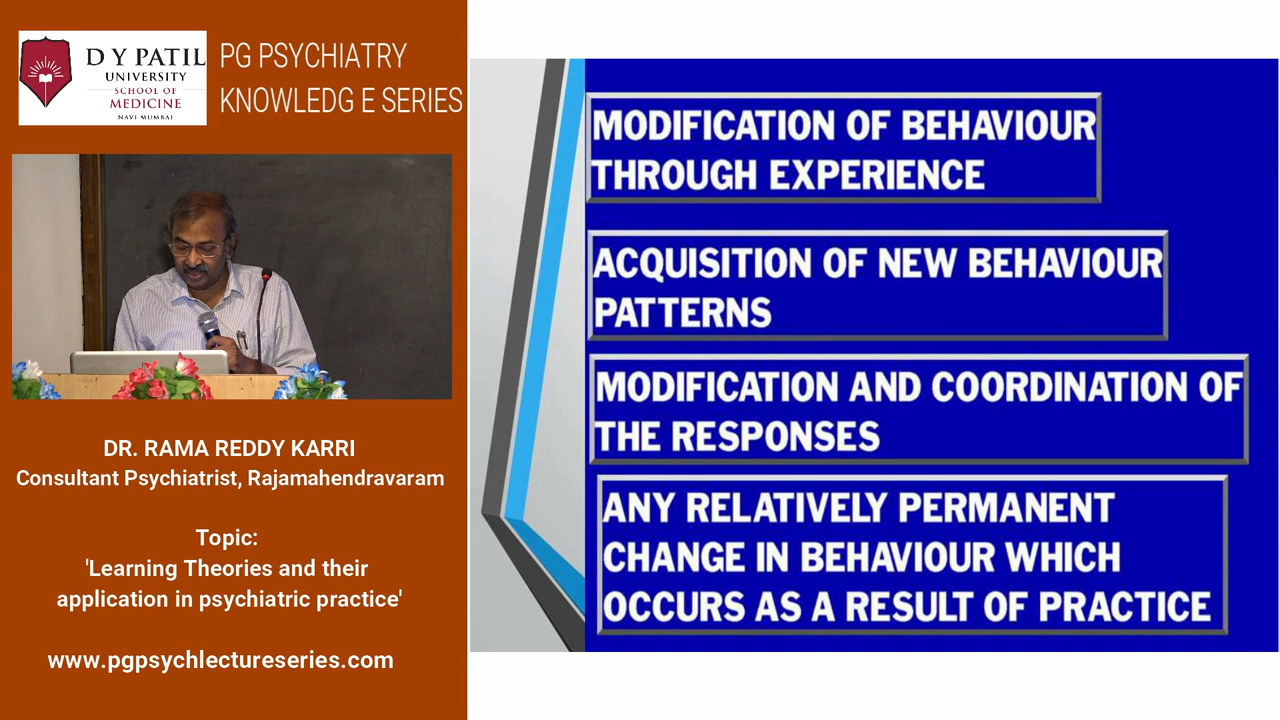 D Y PATIL
UNIVERSITY
SCHOOL OF
MEDICINE
NAVI MUMBAI
PG PSYCHIATRY
KNOWLEDG E SERIES
DR. RAMA REDDY KARRI
Consultant Psychiatrist, Rajamahendravaram
Topic:
'Learning Theories and their
application in psychiatric practice'
www.pgpsychlectureseries.com
MODIFICATION OF BEHAVIOUR
THROUGH EXPERIENCE
ACQUISITION OF NEW BEHAVIOUR
PATTERNS
MODIFICATION AND COORDINATION OF
THE RESPONSES
ANY RELATIVELY PERMANENT
CHANGE IN BEHAVIOUR WHICH
OCCURS AS A RESULT OF PRACTICE